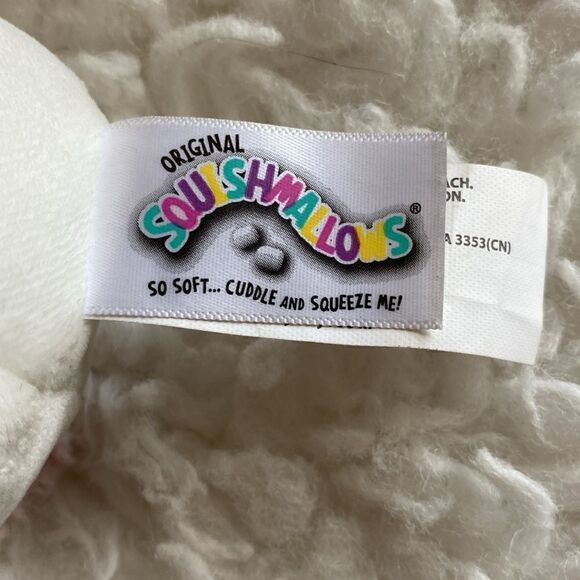 ORIGINAL
SQUISHMALLOWS®
SO SOFT... CUDDLE AND SQUEEZE ME!
ACH.
ON.
A 3353(CN)